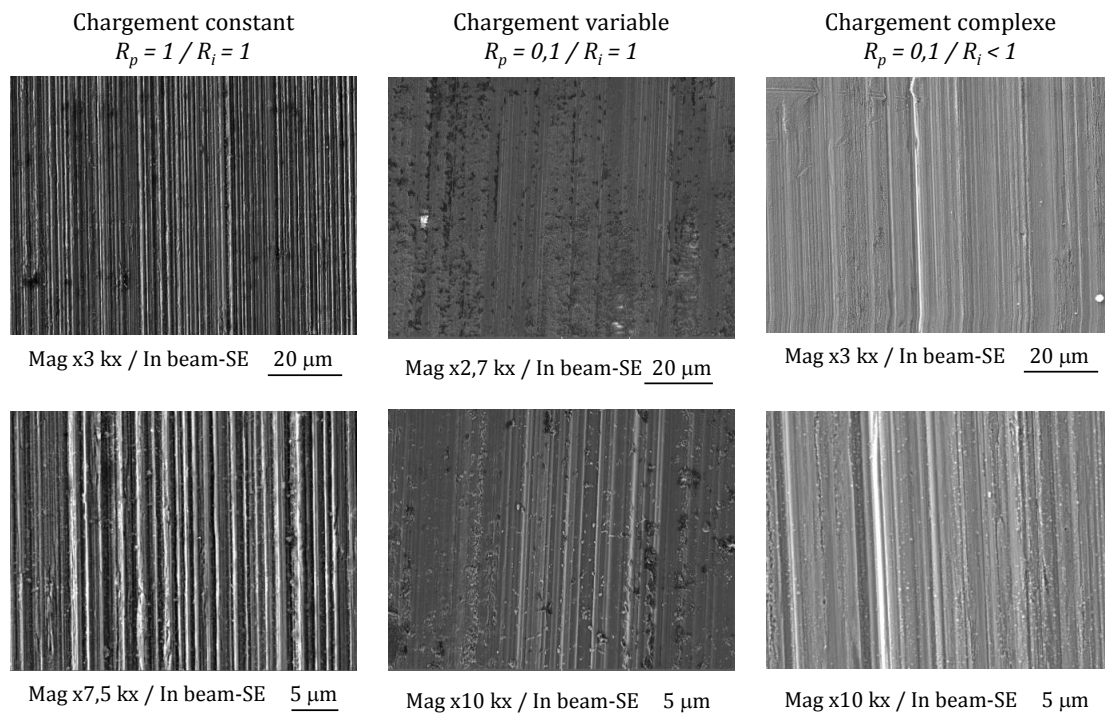 Chargement constant
R_p = 1 / R_i = 1
Chargement variable
R_p = 0,1 / R_i = 1
Chargement complexe
R_p = 0,1 / R_i < 1
Mag x3 kx / In beam-SE 20 μm
Mag x2,7 kx / In beam-SE 20 μm
Mag x3 kx / In beam-SE 20 μm
Mag x7,5 kx / In beam-SE 5 μm
Mag x10 kx / In beam-SE 5 μm
Mag x10 kx / In beam-SE 5 μm